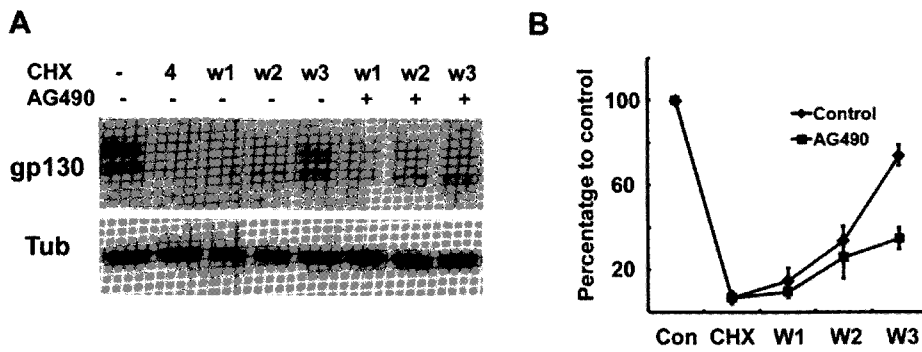 A
CHX - 4 w1 w2 w3 w1 w2 w3
AG490 - - - - - + + +
gp130
Tub
B
Percentatge to control
100
60
20
Control
AG490
Con CHX W1 W2 W3